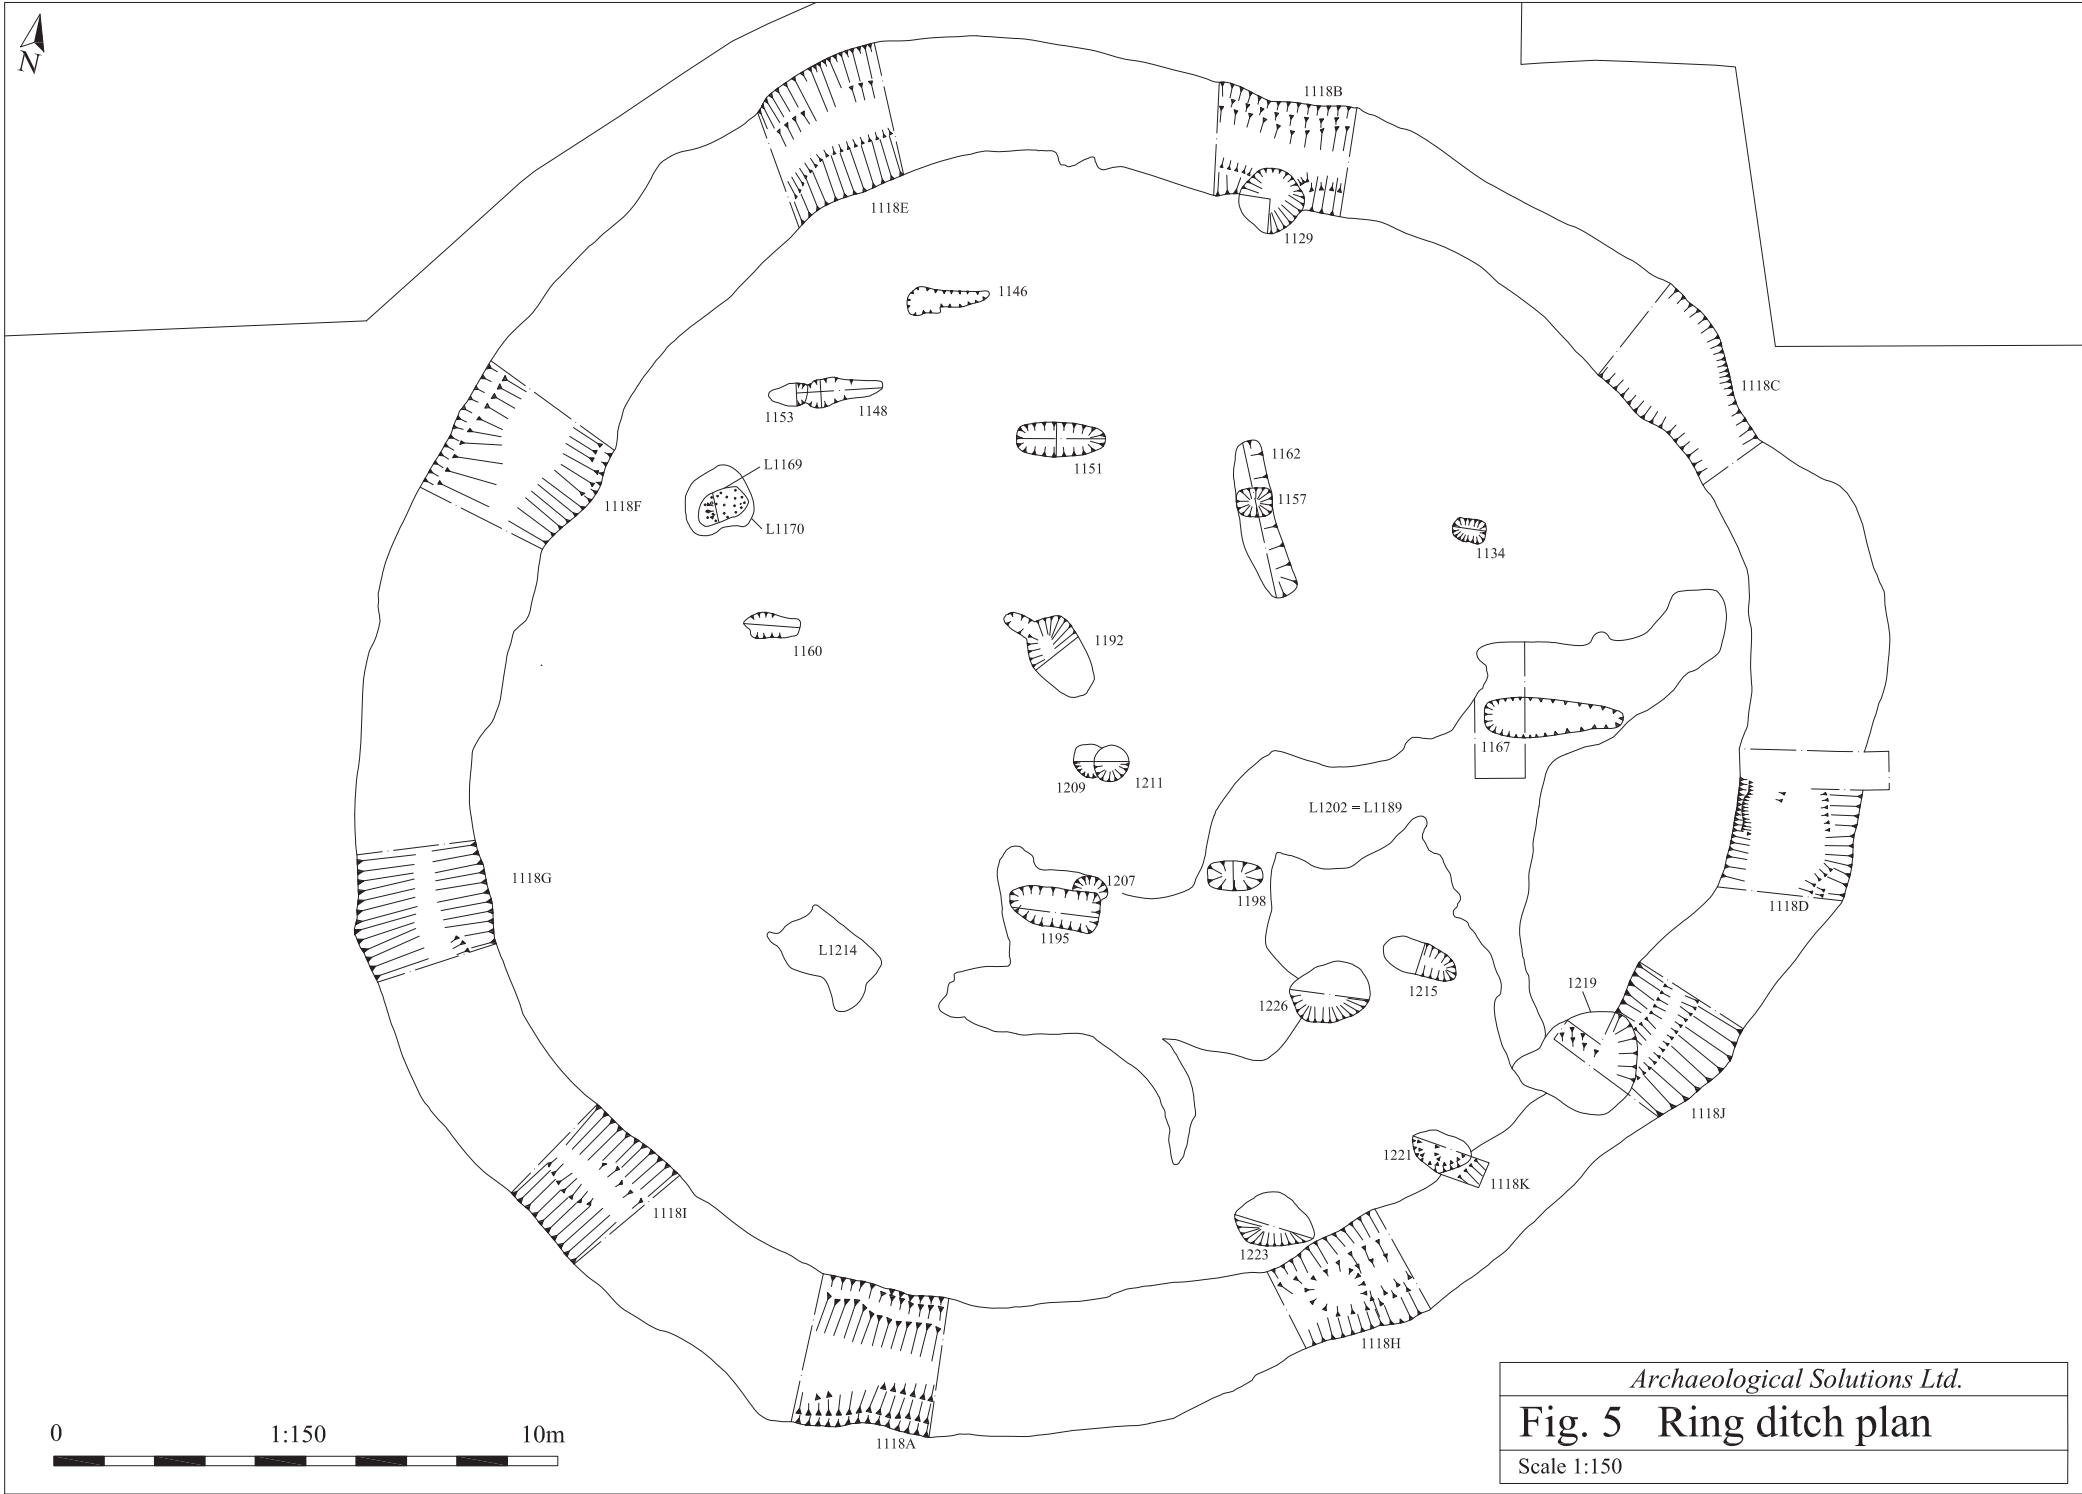 N
1118B
1118E
1129
1146
1118C
1153
1148
L1169
1151
1162
1157
1118F
L1170
1134
1192
1160
1167
1209
1211
L1202 = L1189
1118G
1207
1198
1118D
1195
L1214
1219
1226
1215
1118J
1221
1118K
1118I
1223
1118H
1118A
0 1:150 10m
Archaeological Solutions Ltd.
Fig. 5 Ring ditch plan
Scale 1:150